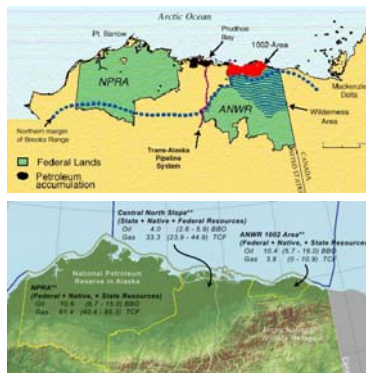 Arctic Ocean
Prudhoe
Bay
Pt. Barrow
1002-Area
NPRA
Mackenzie
Delta
ANWR
Wilderness
Area
Northern margin
of Brooks Range
Trans-Alaska
Pipeline
System
CANADA
UNITED STATES
Federal Lands
Petroleum
accumulation
Central North Slope**
(State + Native + Federal Resources)
Oil 4.0 (2.6 - 5.9) BBO
Gas 33.3 (23.9 - 44.9) TCF
ANWR 1002 Area**
(Federal + Native, + State Resources)
Oil 10.4 (5.7 - 16.0) BBO
Gas 3.8 (0 - 10.9) TCF
National Petroleum
Reserve in Alaska
NPRA**
(Federal + Native, + State Resources)
Oil 10.6 (6.7 - 15.0) BBO
Gas 61.4 (40.4 - 85.3) TCF
Arctic National
Wildlife Refuge